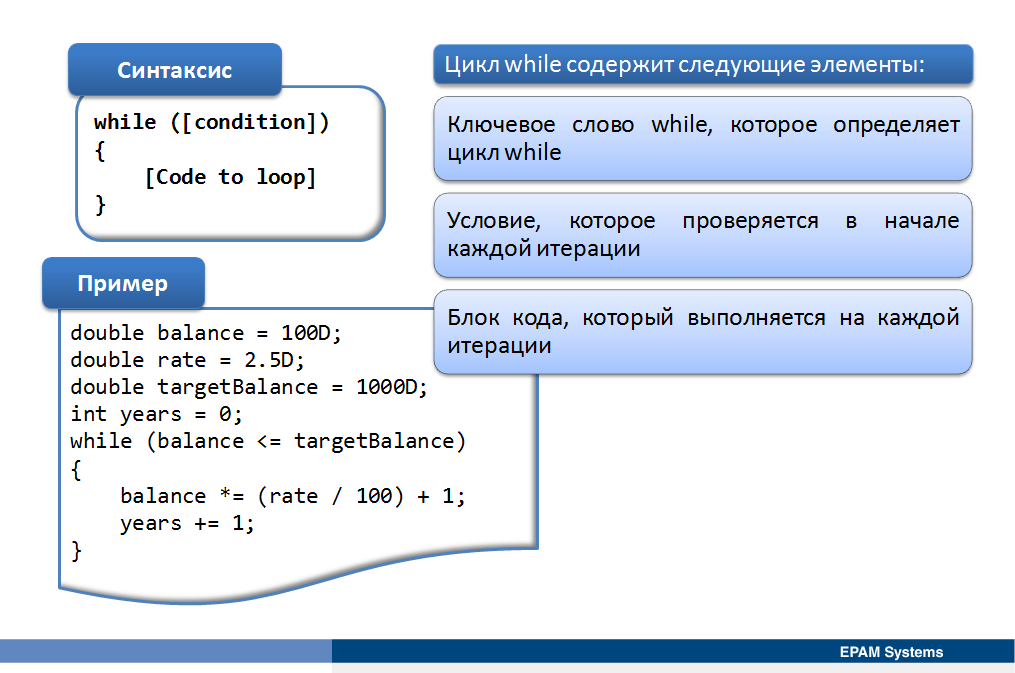 Синтаксис
while ([condition])
{
    [Code to loop]
}
Пример
double balance = 100D;
double rate = 2.5D;
double targetBalance = 1000D;
int years = 0;
while (balance <= targetBalance)
{
    balance *= (rate / 100) + 1;
    years += 1;
}
Цикл while содержит следующие элементы:
Ключевое слово while, которое определяет
цикл while
Условие, которое проверяется в начале
каждой итерации
Блок кода, который выполняется на каждой
итерации
EPAM Systems